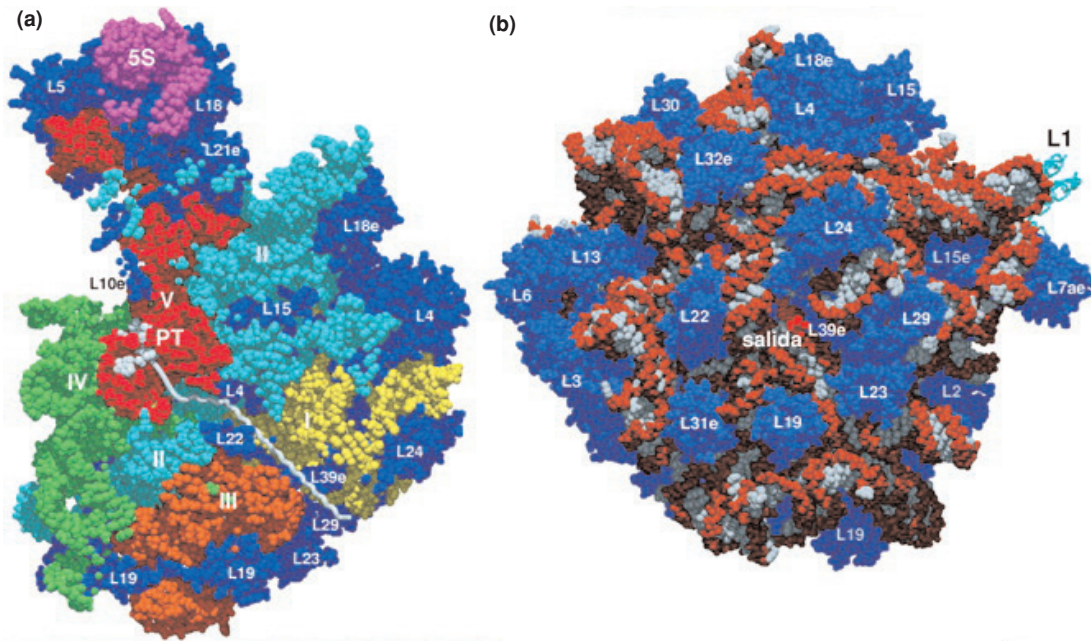 (a)
5S
L5
L18
L21e
II
L18e
L10e
V
L15
L4
PT
IV
L4
I
L22
L24
II
L39e
III
L29
L23
L19
L19
(b)
L18e
L15
L30
L4
L32e
L1
L24
L13
L15e
L6
L7ae
L22
L39e
L29
salida
L3
L2
L23
L31e
L19
L19